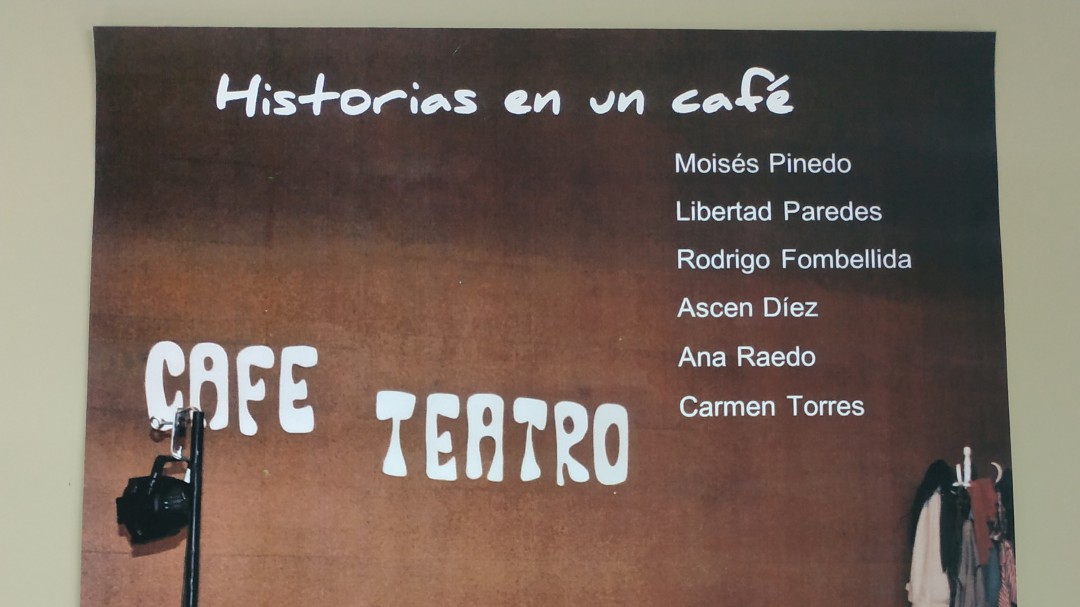 Historias en un café
Moisés Pinedo
Libertad Paredes
Rodrigo Fombellida
Ascen Díez
Ana Raedo
Carmen Torres
CAFE
TEATRO